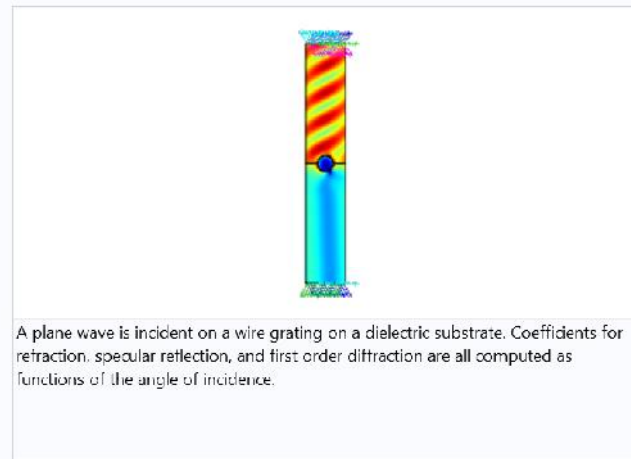 A plane wave is incident on a wire grating on a dielectric substrate. Coefficients for
refraction, specular reflection, and first order diffraction are all computed as
functions of the angle of incidence.